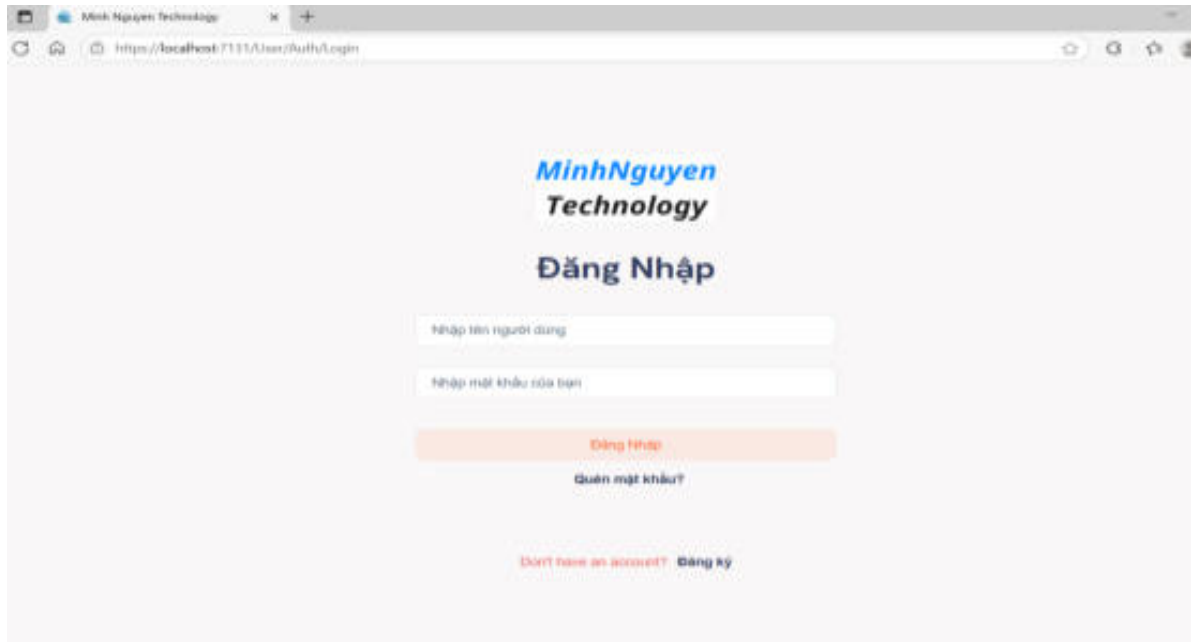 Minh Nguyen Technology
https://localhost:7131/User/Auth/Login
MinhNguyen
Technology
Đăng Nhập
Nhập tên người dùng
Nhập mật khẩu của bạn
Đăng Nhập
Quên mật khẩu?
Don't have an account? Đăng ký